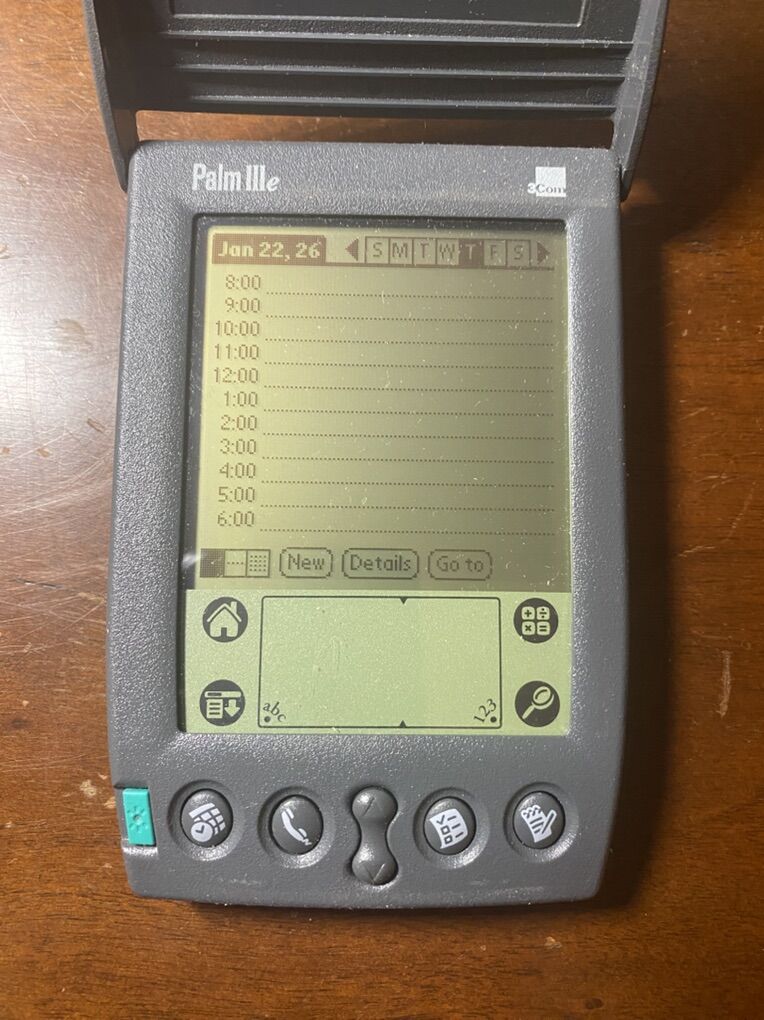 Palm IIIe
3Com
Jan 22, 26 S M T W T F S
8:00
9:00
10:00
11:00
12:00
1:00
2:00
3:00
4:00
5:00
6:00
New Details Go to
abc 123